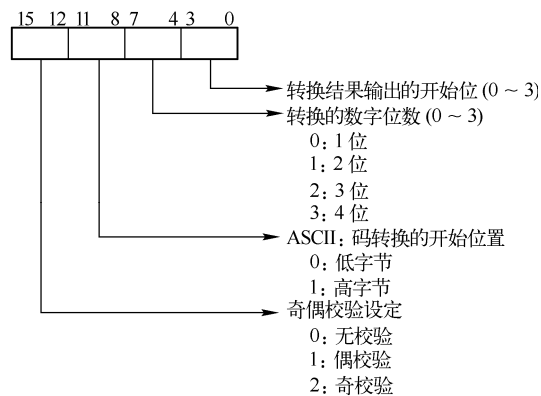 15 12 11 8 7 4 3 0
转换结果输出的开始位 (0 ~ 3)
转换的数字位数 (0 ~ 3)
0: 1 位
1: 2 位
2: 3 位
3: 4 位
ASCII: 码转换的开始位置
0: 低字节
1: 高字节
奇偶校验设定
0: 无校验
1: 偶校验
2: 奇校验